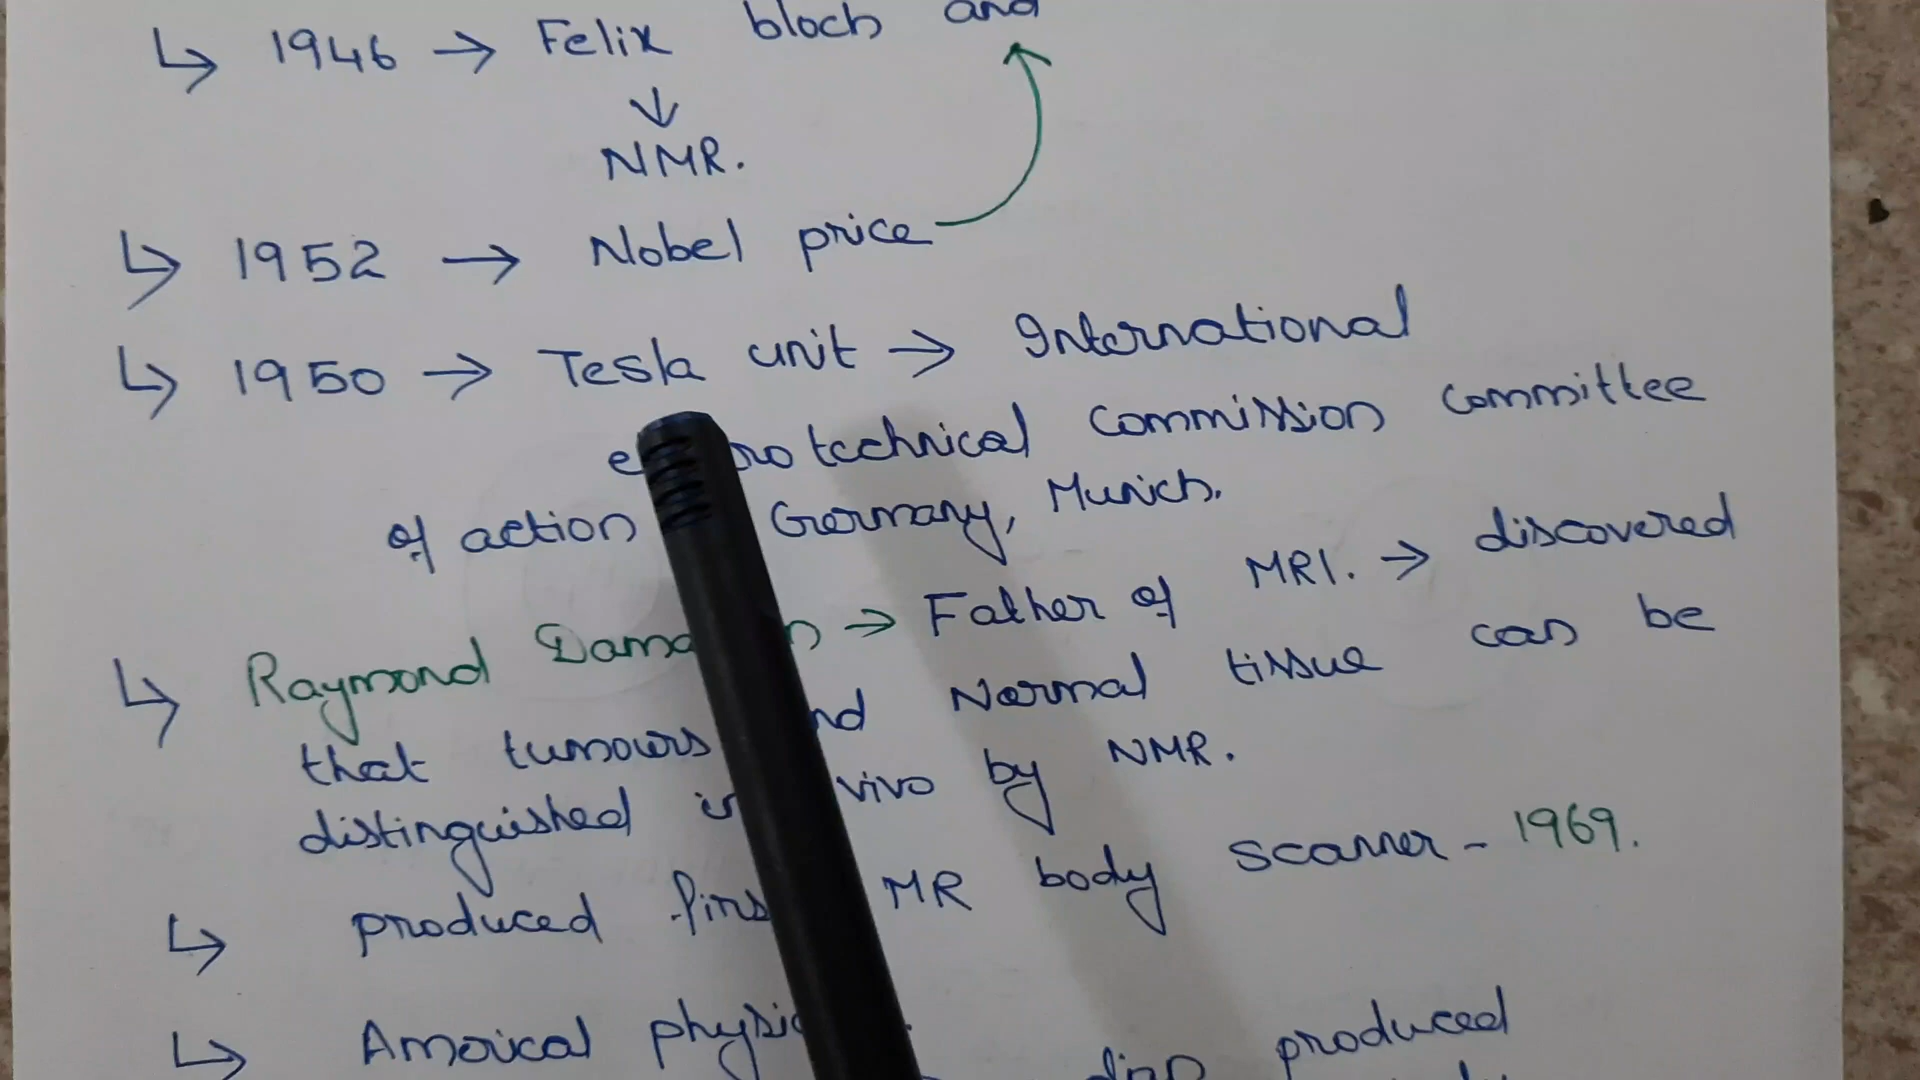 ↳ 1946 → Felix bloch and
↓
NMR.
↳ 1952 → Nobel price
↳ 1950 → Tesla unit → International
technical commission committee
of action Germany, Munich.
↳ Raymond → Father of MRI. → discovered
that tumours Normal tissue can be
distinguished vivo by NMR.
↳ produced MR body scanner - 1969.
↳ produced